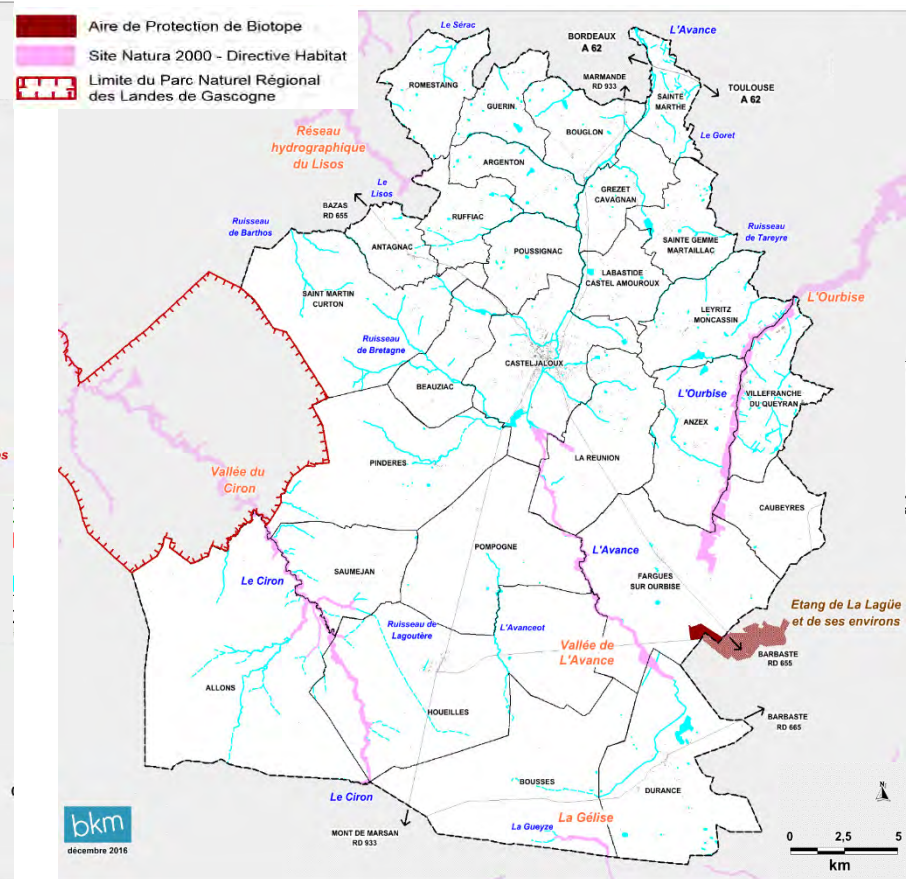 Aire de Protection de Biotope
Site Natura 2000 - Directive Habitat
Limite du Parc Naturel Régional
des Landes de Gascogne
Le Sérac
BORDEAUX
A 62
L'Avance
ROMESTAING
MARMANDE
RD 933
TOULOUSE
A 62
GUERIN
SAINTE
MARTHE
BOUGLON
Réseau
hydrographique
du Lisos
Le Goret
ARGENTON
Le
Lisos
GREZET
CAVAGNAN
BAZAS
RD 655
RUFFIAC
Ruisseau
de Barthos
Ruisseau
de Tareyre
ANTAGNAC
SAINTE GEMME
MARTAILLAC
POUSSIGNAC
LABASTIDE
CASTEL AMOUROUX
SAINT MARTIN
CURTON
L'Ourbise
LEYRITZ
MONCASSIN
Ruisseau
de Bretagne
CASTELJALOUX
BEAUZIAC
L'Ourbise
VILLEFRANCHE
DU QUEYRAN
ANZEX
PINDERES
LA REUNION
Vallée du
Ciron
CAUBEYRES
POMPOGNE
L'Avance
Le Ciron
SAUMEJAN
FARGUES
SUR OURBISE
Etang de La Lagüe
et de ses environs
Ruisseau de
Lagoutère
L'Avanceot
Vallée de
L'Avance
BARBASTE
RD 655
ALLONS
HOUEILLES
BARBASTE
RD 665
BOUSSES
DURANCE
Le Ciron
La Gélise
La Gueyze
MONT DE MARSAN
RD 933
bkm
décembre 2016
N
0 2,5 5
km